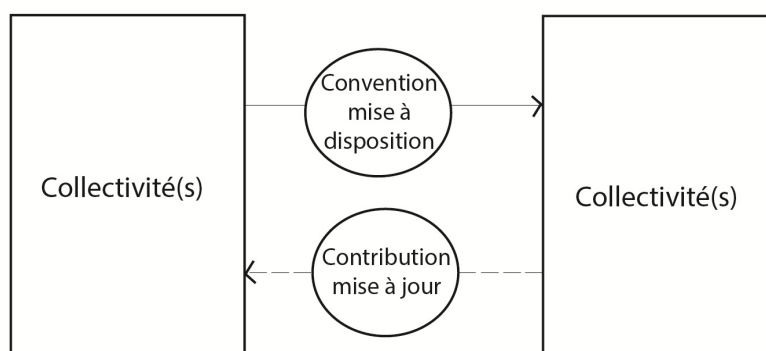 Collectivité(s)
Convention
mise à
disposition
Contribution
mise à jour
Collectivité(s)